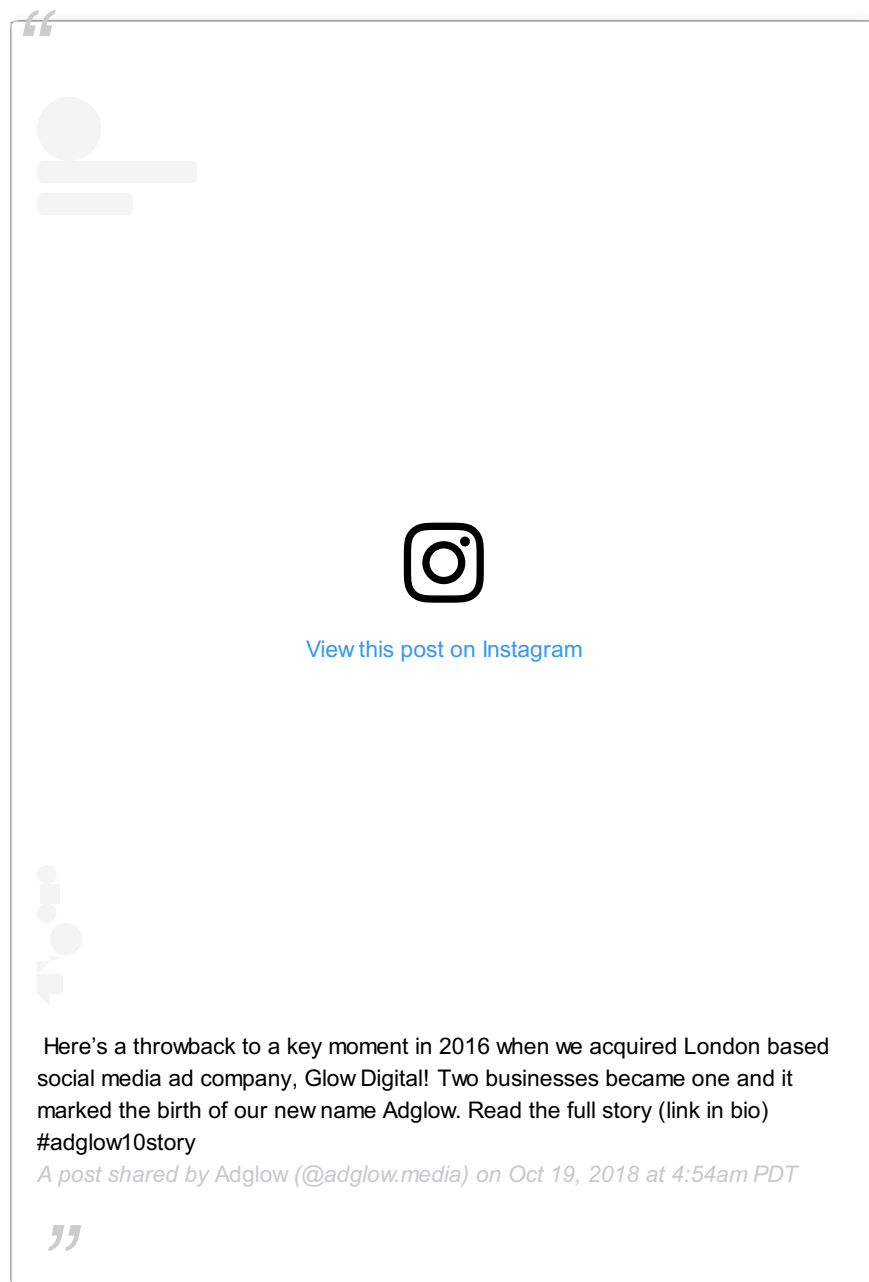 “
View this post on Instagram
Here’s a throwback to a key moment in 2016 when we acquired London based
social media ad company, Glow Digital! Two businesses became one and it
marked the birth of our new name Adglow. Read the full story (link in bio)
#adglow10story
A post shared by Adglow (@adglow.media) on Oct 19, 2018 at 4:54am PDT
”